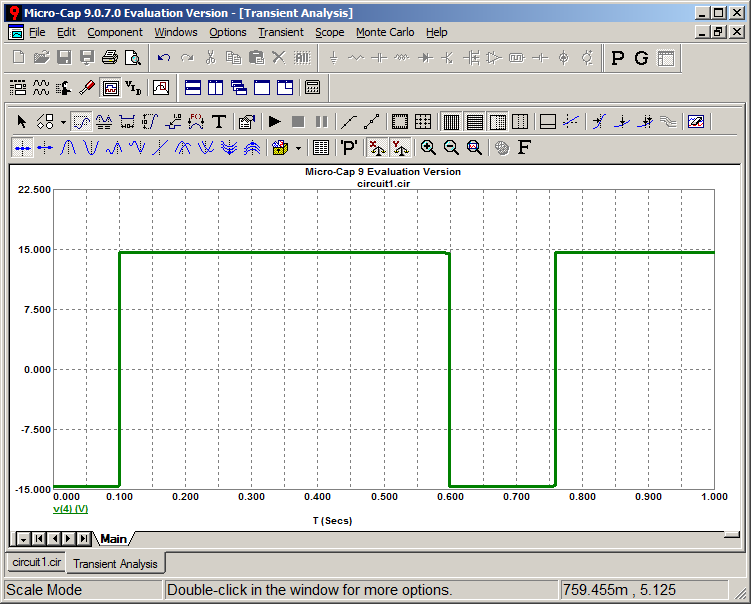 Micro-Cap 9.0.7.0 Evaluation Version - [Transient Analysis]
File Edit Component Windows Options Transient Scope Monte Carlo Help
P G
T
'P' X Y F
Micro-Cap 9 Evaluation Version
circuit1.cir
22.500
15.000
7.500
0.000
-7.500
-15.000
0.000 0.100 0.200 0.300 0.400 0.500 0.600 0.700 0.800 0.900 1.000
v(4) (V)
T (Secs)
Main
circuit1.cir Transient Analysis
Scale Mode Double-click in the window for more options. 759.455m , 5.125